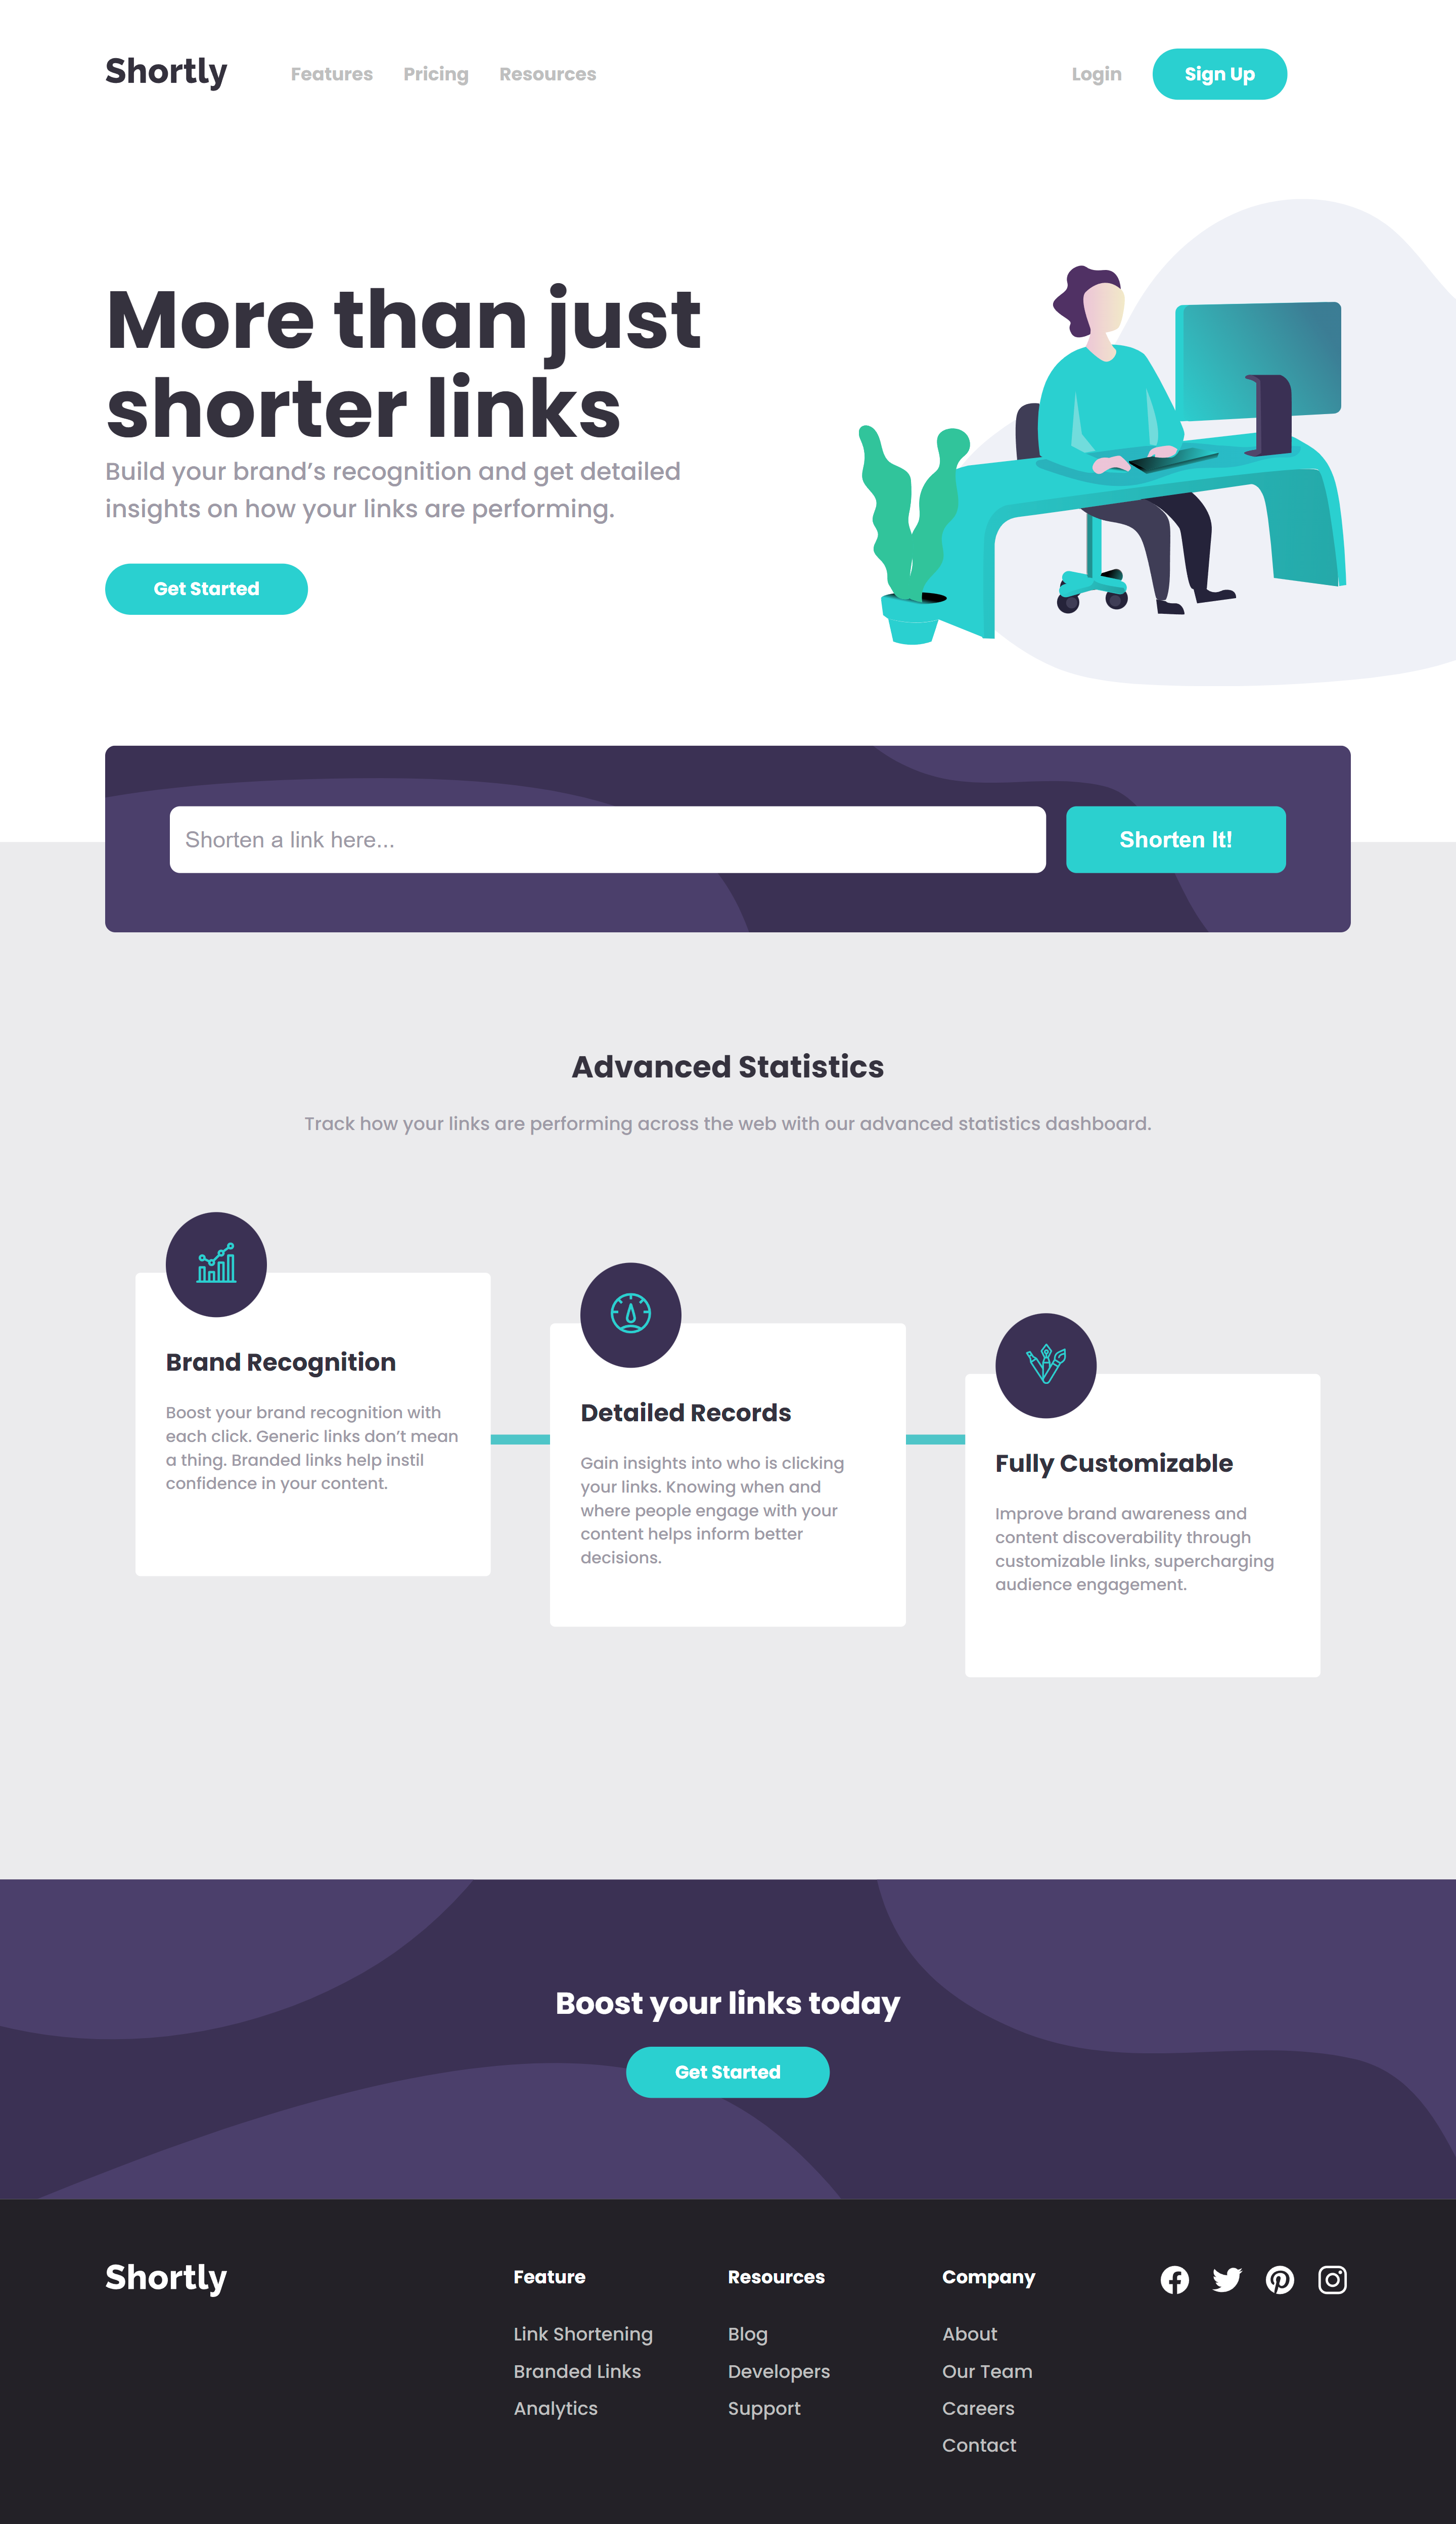 Shortly
Features
Pricing
Resources
Login
Sign Up
More than just
shorter links
Build your brand’s recognition and get detailed
insights on how your links are performing.
Get Started
Shorten a link here...
Shorten It!
Advanced Statistics
Track how your links are performing across the web with our advanced statistics dashboard.
Brand Recognition
Boost your brand recognition with
each click. Generic links don’t mean
a thing. Branded links help instil
confidence in your content.
Detailed Records
Gain insights into who is clicking
your links. Knowing when and
where people engage with your
content helps inform better
decisions.
Fully Customizable
Improve brand awareness and
content discoverability through
customizable links, supercharging
audience engagement.
Boost your links today
Get Started
Shortly
Feature
Link Shortening
Branded Links
Analytics
Resources
Blog
Developers
Support
Company
About
Our Team
Careers
Contact